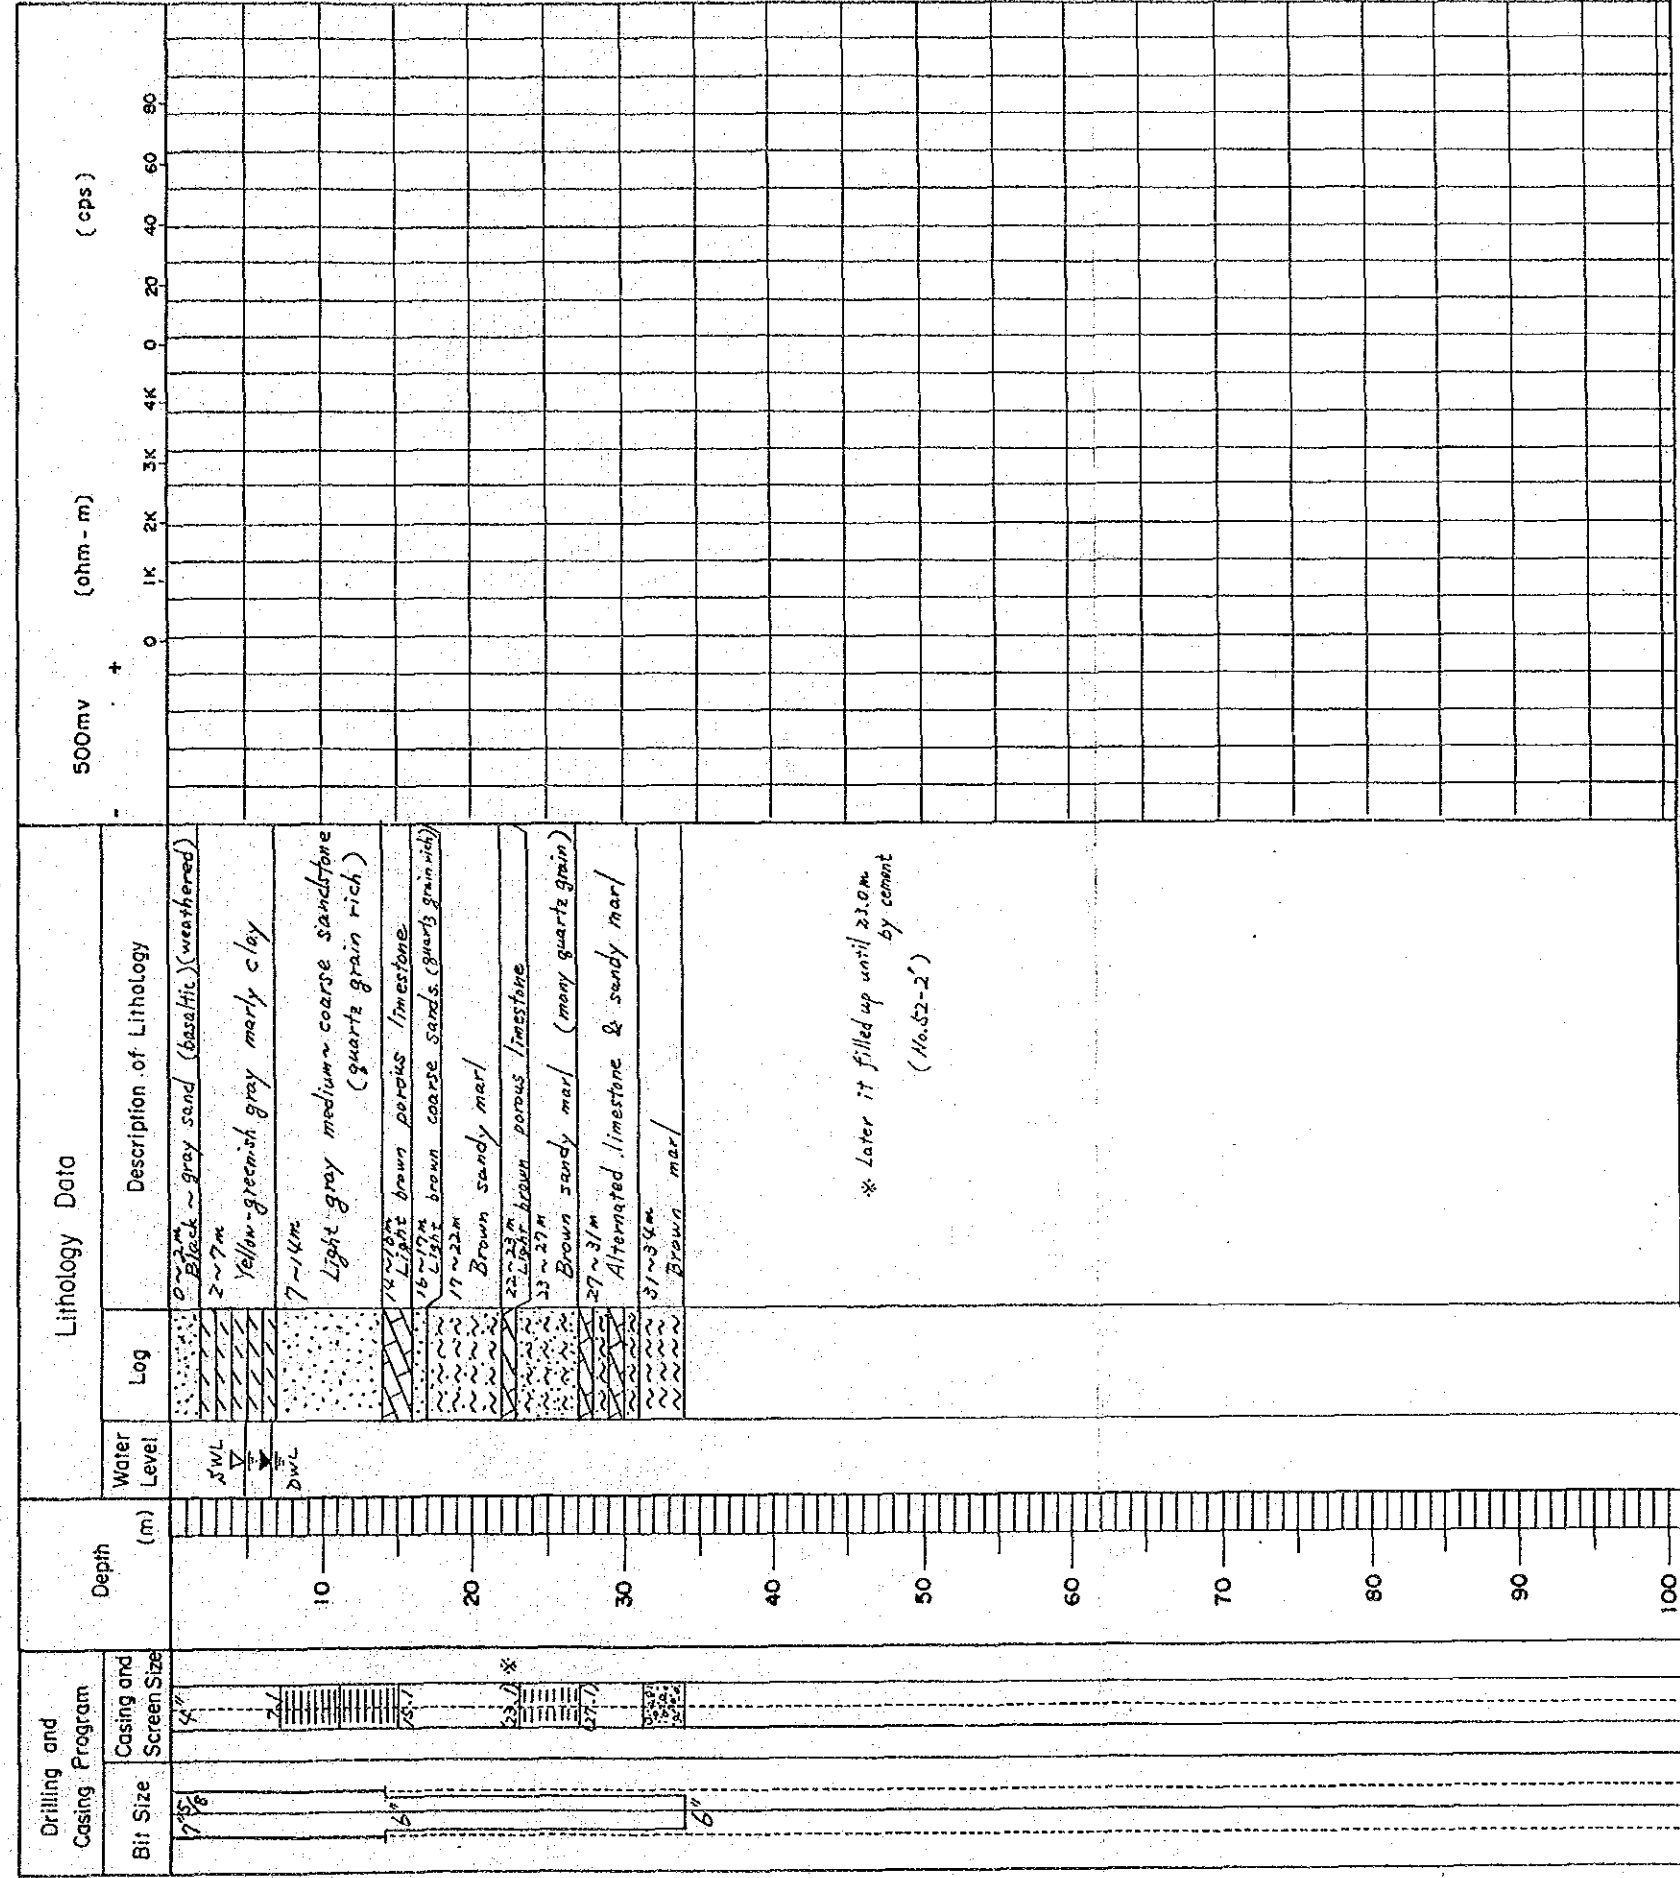 Drilling and
Casing Program
Bit Size
Casing and
Screen Size
Depth
(m)
Lithology Data
Water
Level
Log
Description of Lithology
500mv
- +
(ohm-m)
0 1K 2K 3K 4K
(cps)
0 20 40 60 80
7"5/8
6"
6"
4"
7.1
15.1
(23.1) ※
(27.1)
10
20
30
40
50
60
70
80
90
100
SWL
DWL
0~2m
Black ~ gray sand (basaltic)(weathered)
2~7m
Yellow-greenish gray marly clay
7~14m
Light gray medium~coarse sandstone
(quartz grain rich)
14~16m
Light brown porous limestone
16~17m
Light brown coarse sands. (quartz grain rich)
17~22m
Brown sandy marl
22~23m
Light brown porous limestone
23~27m
Brown sandy marl (many quartz grain)
27~31m
Alternated limestone & sandy marl
31~34m
Brown marl
※ Later it filled up until 23.0m
by cement
(No.52-2')